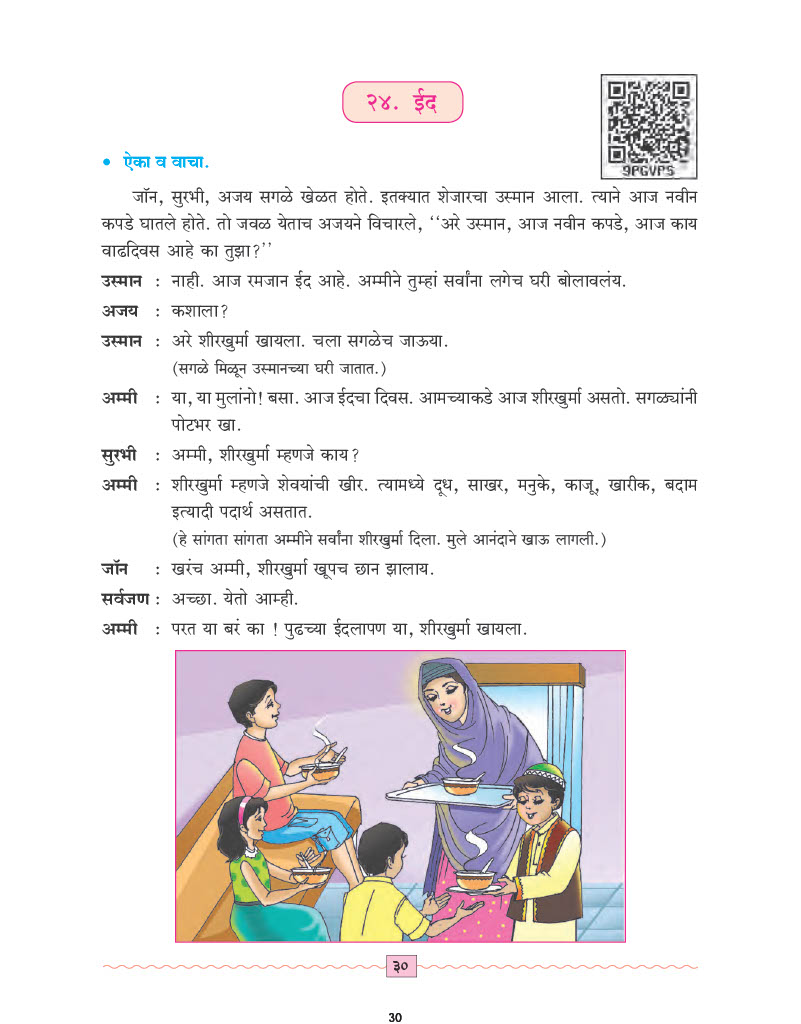 २४. ईद
9PGVPS
• ऐका व वाचा.
जॉन, सुरभी, अजय सगळे खेळत होते. इतक्यात शेजारचा उस्मान आला. त्याने आज नवीन
कपडे घातले होते. तो जवळ येताच अजयने विचारले, ‘‘अरे उस्मान, आज नवीन कपडे, आज काय
वाढदिवस आहे का तुझा?’’
उस्मान : नाही. आज रमजान ईद आहे. अम्मीने तुम्हां सर्वांना लगेच घरी बोलावलंय.
अजय : कशाला?
उस्मान : अरे शीरखुर्मा खायला. चला सगळेच जाऊया.
(सगळे मिळून उस्मानच्या घरी जातात.)
अम्मी : या, या मुलांनो! बसा. आज ईदचा दिवस. आमच्याकडे आज शीरखुर्मा असतो. सगळ्यांनी
पोटभर खा.
सुरभी : अम्मी, शीरखुर्मा म्हणजे काय?
अम्मी : शीरखुर्मा म्हणजे शेवयांची खीर. त्यामध्ये दूध, साखर, मनुके, काजू, खारीक, बदाम
इत्यादी पदार्थ असतात.
(हे सांगता सांगता अम्मीने सर्वांना शीरखुर्मा दिला. मुले आनंदाने खाऊ लागली.)
जॉन : खरंच अम्मी, शीरखुर्मा खूपच छान झालाय.
सर्वजण : अच्छा. येतो आम्ही.
अम्मी : परत या बरं का ! पुढच्या ईदलापण या, शीरखुर्मा खायला.
३०
30